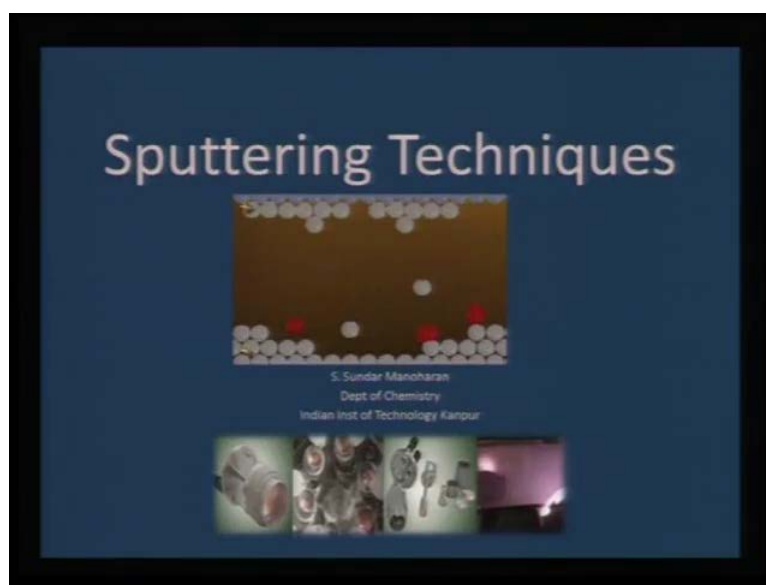 Sputtering Techniques
S. Sundar Manoharan
Dept of Chemistry
Indian Inst of Technology Kanpur